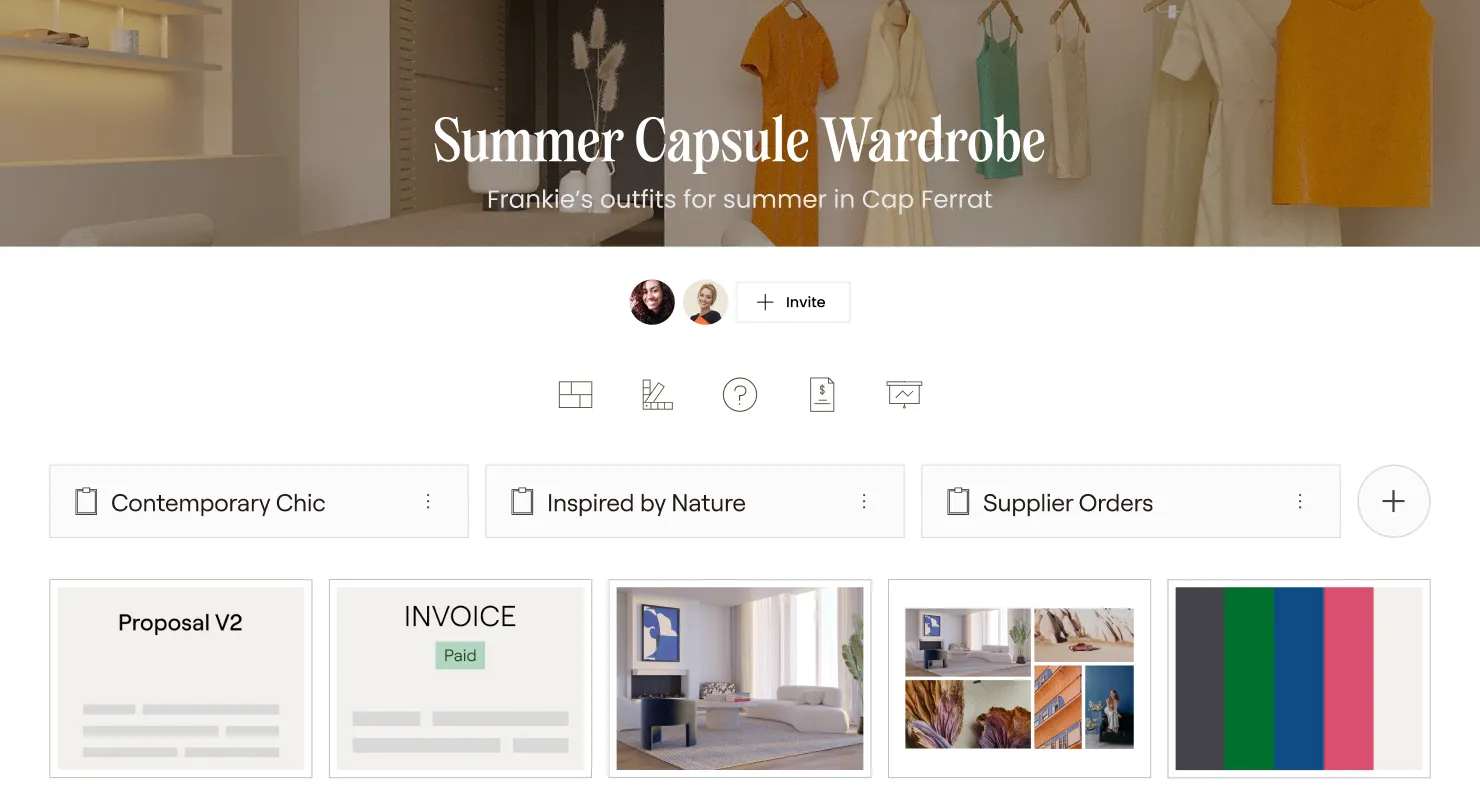 Summer Capsule Wardrobe
Frankie’s outfits for summer in Cap Ferrat
Invite
$
?
Contemporary Chic
Inspired by Nature
Supplier Orders
Proposal V2
INVOICE
Paid